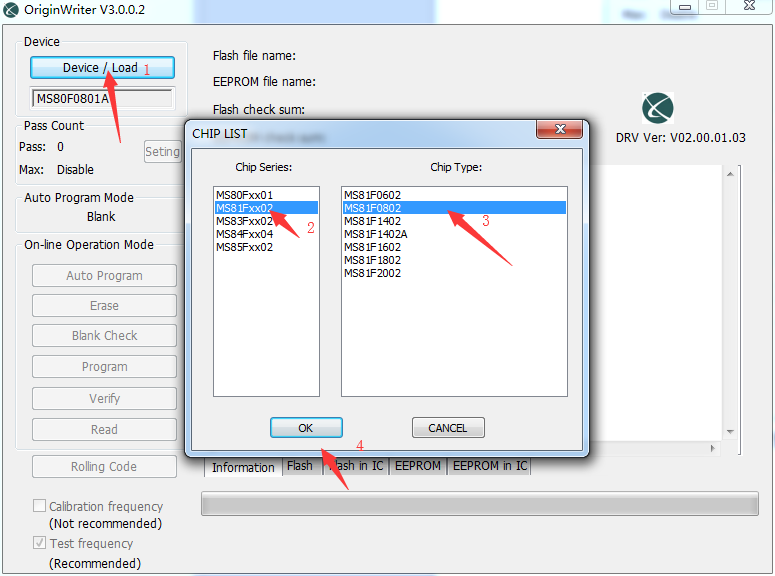 OriginWriter V3.0.0.2
Device
Device / Load
1
MS80F0801A
Pass Count
Pass: 0
Seting
Max: Disable
Auto Program Mode
Blank
On-line Operation Mode
Auto Program
Erase
Blank Check
Program
Verify
Read
Rolling Code
Calibration frequency
(Not recommended)
Test frequency
(Recommended)
Flash file name:
EEPROM file name:
Flash check sum:
DRV Ver: V02.00.01.03
CHIP LIST
Chip Series:
MS80Fxx01
MS81Fxx02
MS83Fxx02
MS84Fxx04
MS85Fxx02
2
Chip Type:
MS81F0602
MS81F0802
MS81F1402
MS81F1402A
MS81F1602
MS81F1802
MS81F2002
3
OK
CANCEL
4
Information
Flash
Flash in IC
EEPROM
EEPROM in IC